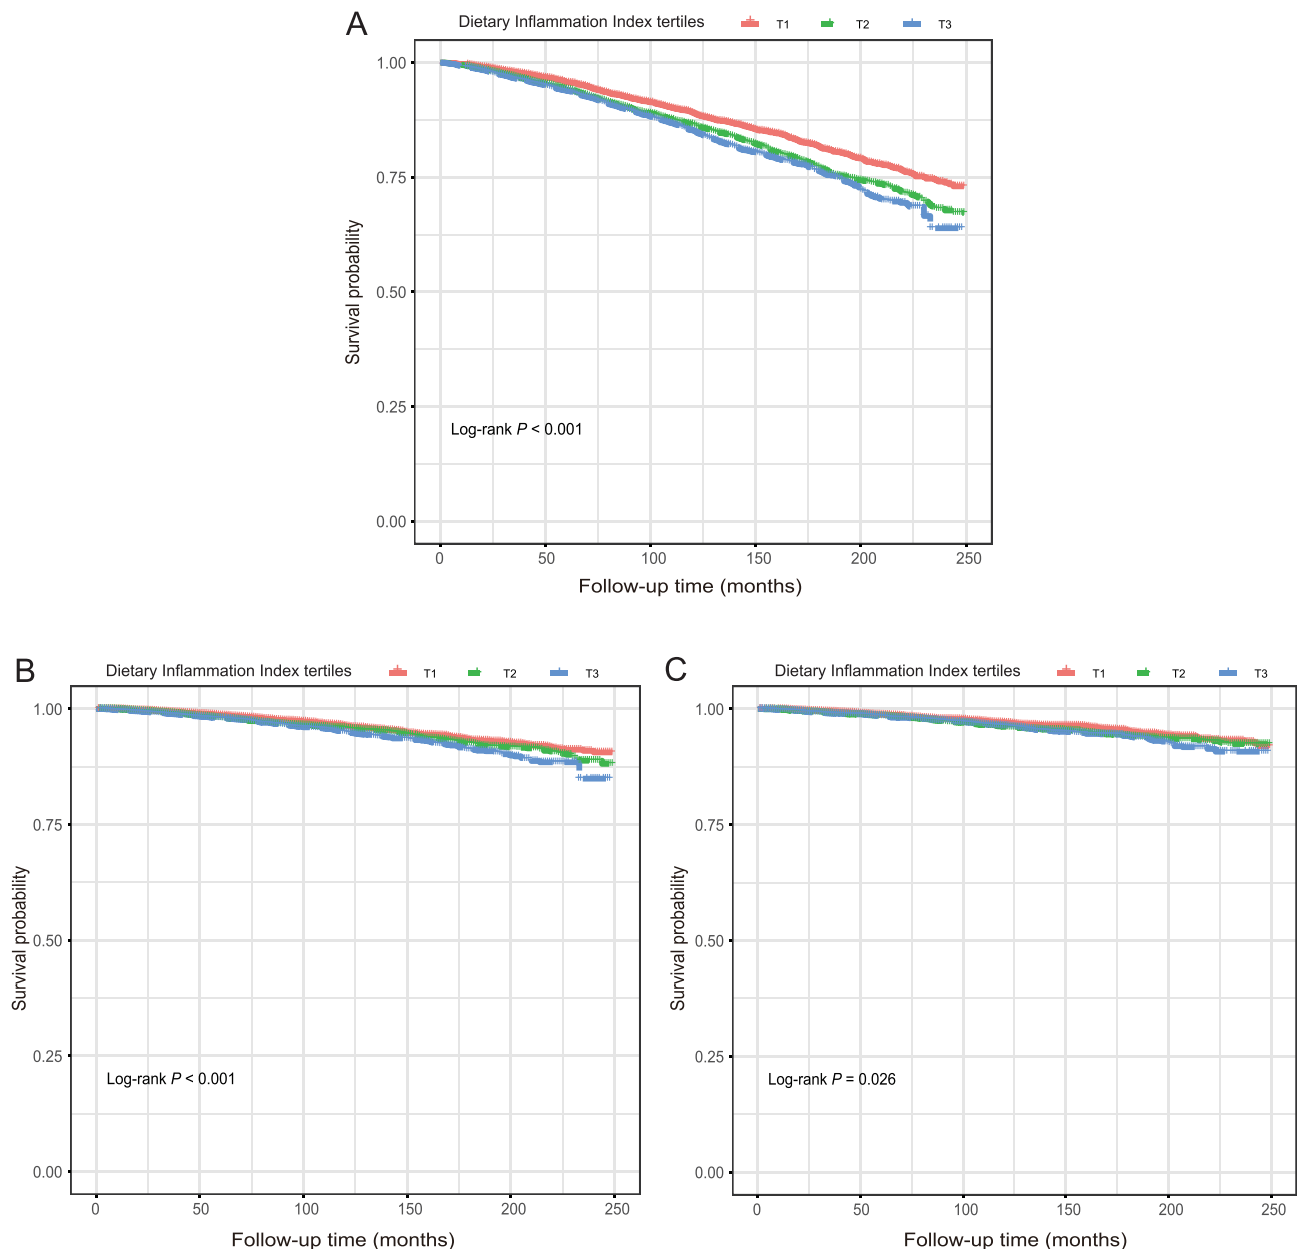 A
Dietary Inflammation Index tertiles T1 T2 T3
1.00
0.75
0.50
0.25
0.00
Survival probability
Log-rank P < 0.001
0 50 100 150 200 250
Follow-up time (months)
B
Dietary Inflammation Index tertiles T1 T2 T3
1.00
0.75
0.50
0.25
0.00
Survival probability
Log-rank P < 0.001
0 50 100 150 200 250
Follow-up time (months)
C
Dietary Inflammation Index tertiles T1 T2 T3
1.00
0.75
0.50
0.25
0.00
Survival probability
Log-rank P = 0.026
0 50 100 150 200 250
Follow-up time (months)